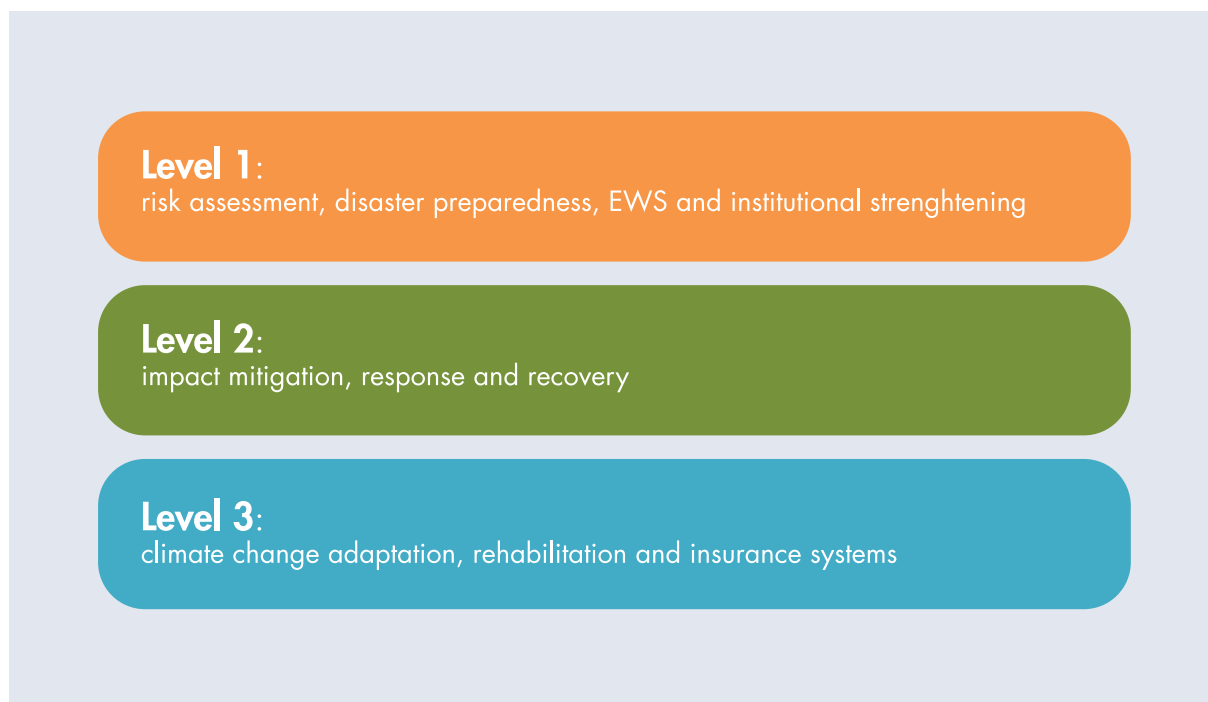 Level 1:
risk assessment, disaster preparedness, EWS and institutional strenghtening
Level 2:
impact mitigation, response and recovery
Level 3:
climate change adaptation, rehabilitation and insurance systems